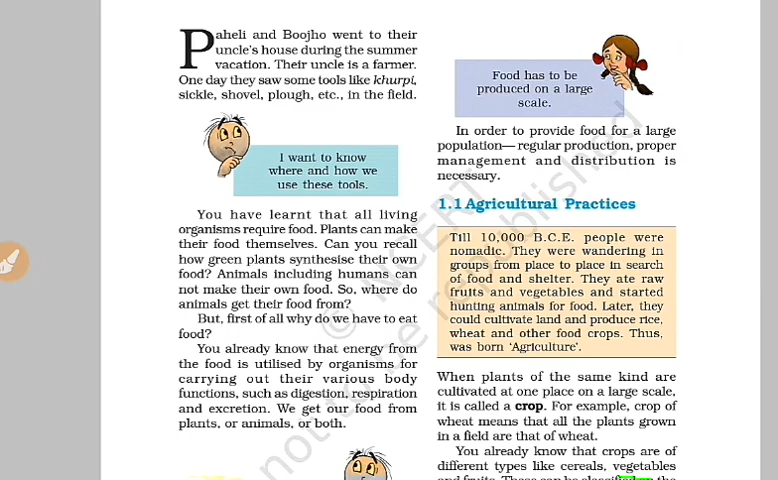 Paheli and Boojho went to their
uncle's house during the summer
vacation. Their uncle is a farmer.
One day they saw some tools like khurpi,
sickle, shovel, plough, etc., in the field.
I want to know
where and how we
use these tools.
You have learnt that all living
organisms require food. Plants can make
their food themselves. Can you recall
how green plants synthesise their own
food? Animals including humans can
not make their own food. So, where do
animals get their food from?
But, first of all why do we have to eat
food?
You already know that energy from
the food is utilised by organisms for
carrying out their various body
functions, such as digestion, respiration
and excretion. We get our food from
plants, or animals, or both.
Food has to be
produced on a large
scale.
In order to provide food for a large
population— regular production, proper
management and distribution is
necessary.
1.1 Agricultural Practices
Till 10,000 B.C.E. people were
nomadic. They were wandering in
groups from place to place in search
of food and shelter. They ate raw
fruits and vegetables and started
hunting animals for food. Later, they
could cultivate land and produce rice,
wheat and other food crops. Thus,
was born 'Agriculture'.
When plants of the same kind are
cultivated at one place on a large scale,
it is called a crop. For example, crop of
wheat means that all the plants grown
in a field are that of wheat.
You already know that crops are of
different types like cereals, vegetables
and fruits. These can be classified on the
© NCERT
not to be republished